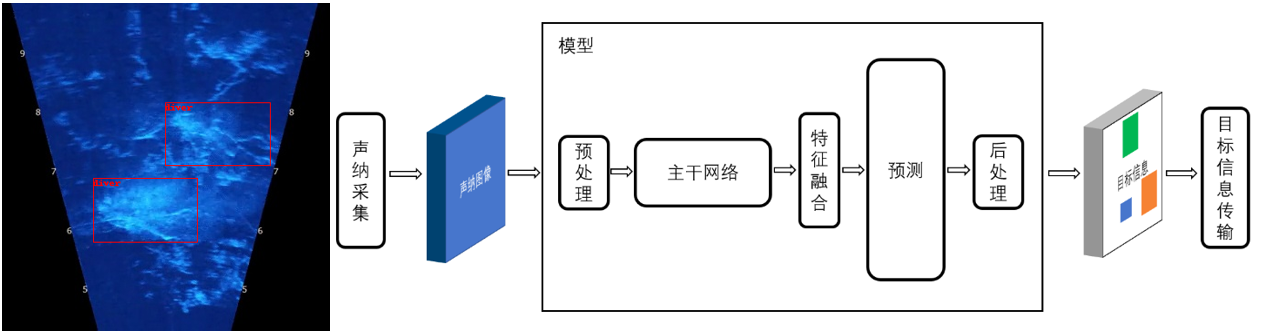 9
9
8
8
diver
7
7
diver
6
6
5
5
声纳采集
声纳图像
模型
预处理
主干网络
特征融合
预测
后处理
目标信息
目标信息传输